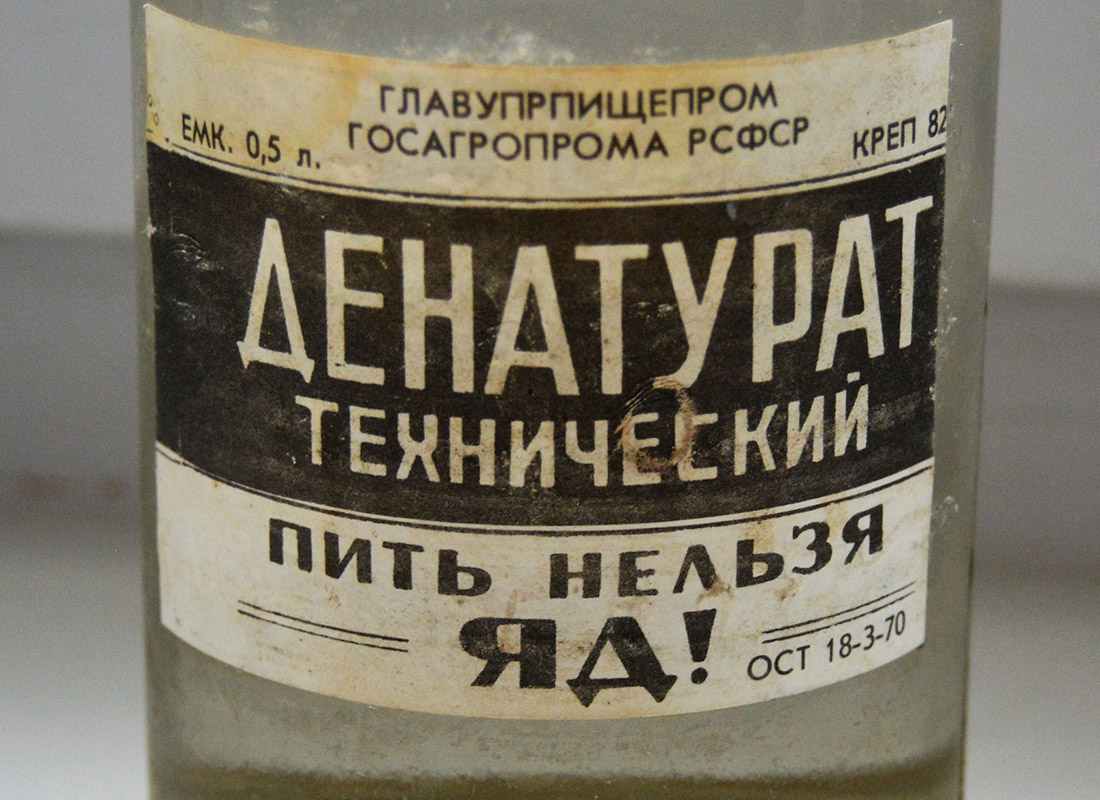 ГЛАВУПРПИЩЕПРОМ
ЕМК. 0,5 л. ГОСАГРОПРОМА РСФСР КРЕП 82
ДЕНАТУРАТ
ТЕХНИЧЕСКИЙ
ПИТЬ НЕЛЬЗЯ
ЯД!
ОСТ 18-3-70